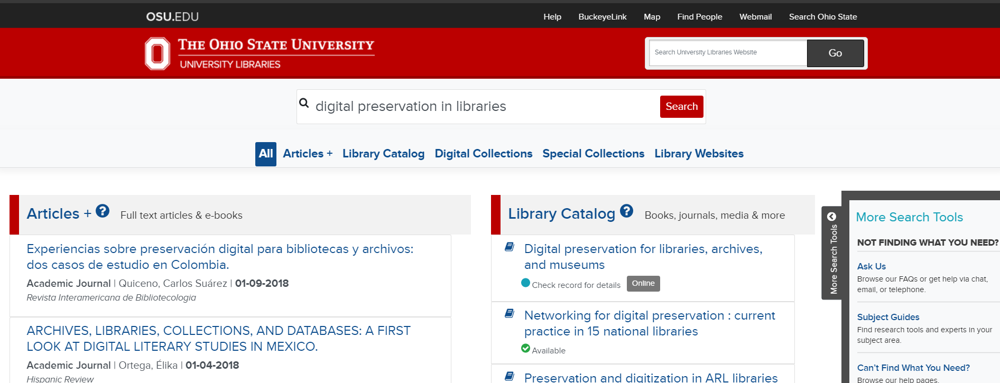 OSU.EDU
Help BuckeyeLink Map Find People Webmail Search Ohio State
THE OHIO STATE UNIVERSITY
UNIVERSITY LIBRARIES
Search University Libraries Website Go
digital preservation in libraries Search
All Articles + Library Catalog Digital Collections Special Collections Library Websites
Articles + ? Full text articles & e-books
Experiencias sobre preservación digital para bibliotecas y archivos:
dos casos de estudio en Colombia.
Academic Journal | Quiceno, Carlos Suárez | 01-09-2018
Revista Interamericana de Bibliotecologia
ARCHIVES, LIBRARIES, COLLECTIONS, AND DATABASES: A FIRST
LOOK AT DIGITAL LITERARY STUDIES IN MEXICO.
Academic Journal | Ortega, Élika | 01-04-2018
Hispanic Review
Library Catalog ? Books, journals, media & more
Digital preservation for libraries, archives,
and museums
Check record for details Online
Networking for digital preservation : current
practice in 15 national libraries
Available
Preservation and digitization in ARL libraries
More Search Tools
More Search Tools
NOT FINDING WHAT YOU NEED?
Ask Us
Browse our FAQs or get help via chat,
email, or telephone.
Subject Guides
Find research tools and experts in your
subject area.
Can't Find What You Need?
Browse our help pages.